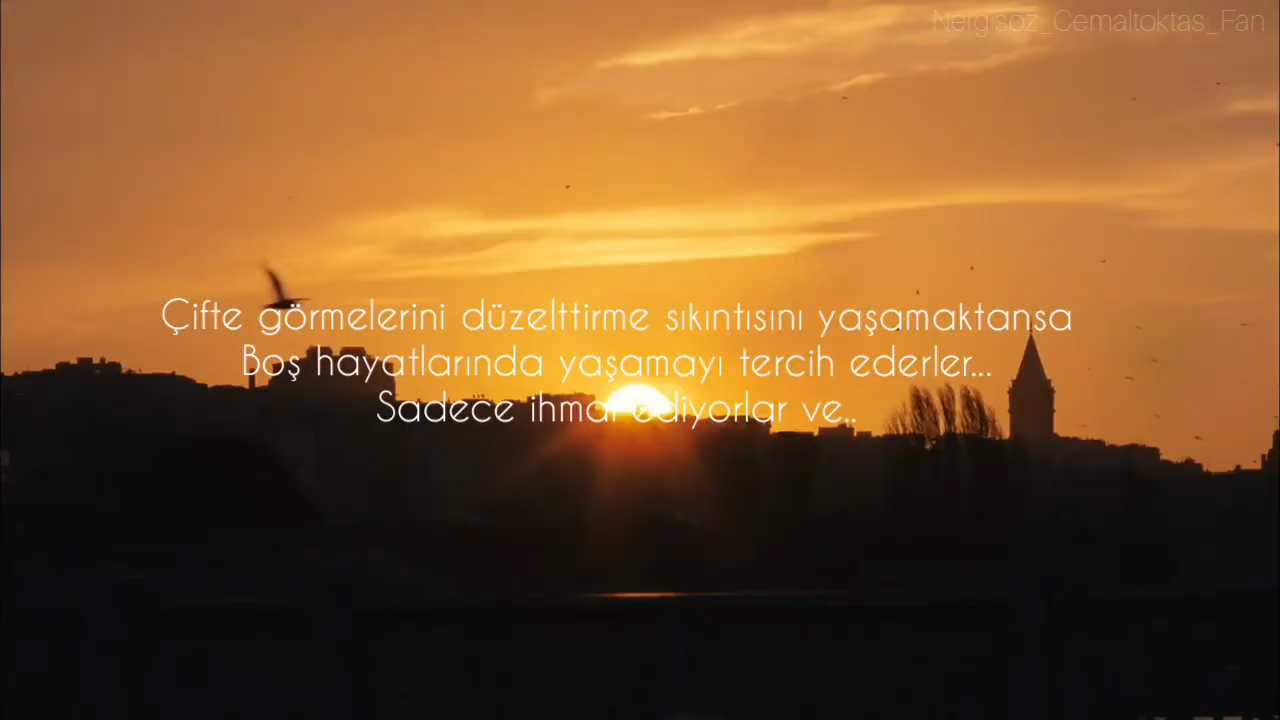 Nergisoz_Cemaltoktas_Fan
Çifte görmelerini düzelttirme sıkıntısını yaşamaktansa
Boş hayatlarında yaşamayı tercih ederler...
Sadece ihmal ediyorlar ve..